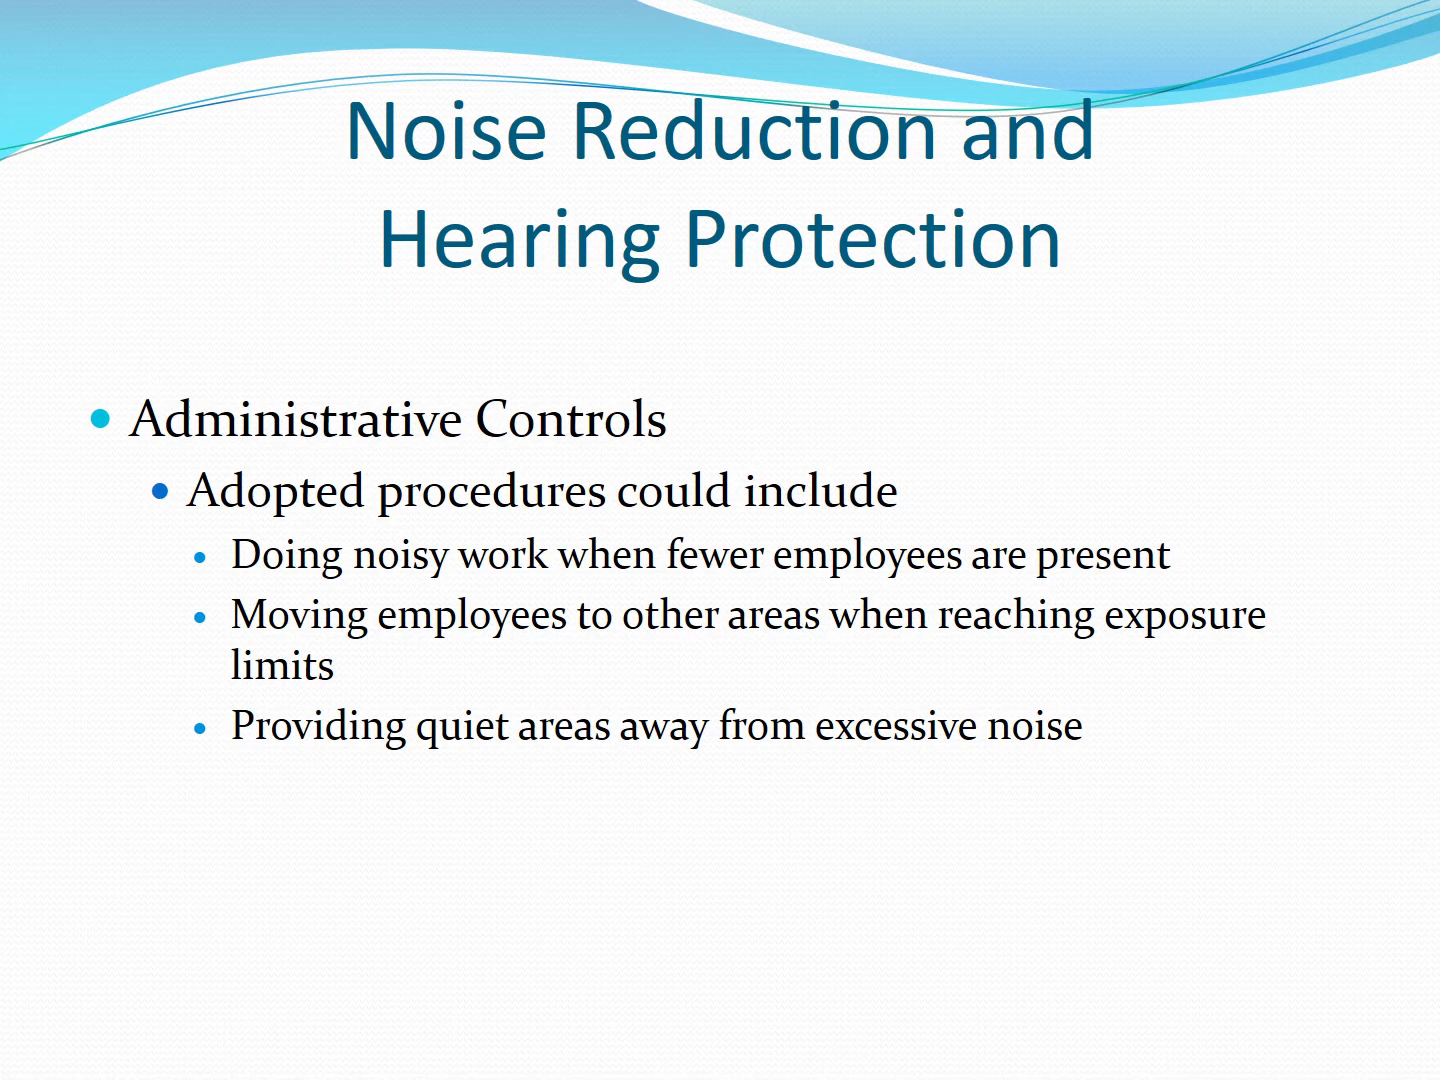 Noise Reduction and
Hearing Protection
• Administrative Controls
• Adopted procedures could include
• Doing noisy work when fewer employees are present
• Moving employees to other areas when reaching exposure
limits
• Providing quiet areas away from excessive noise